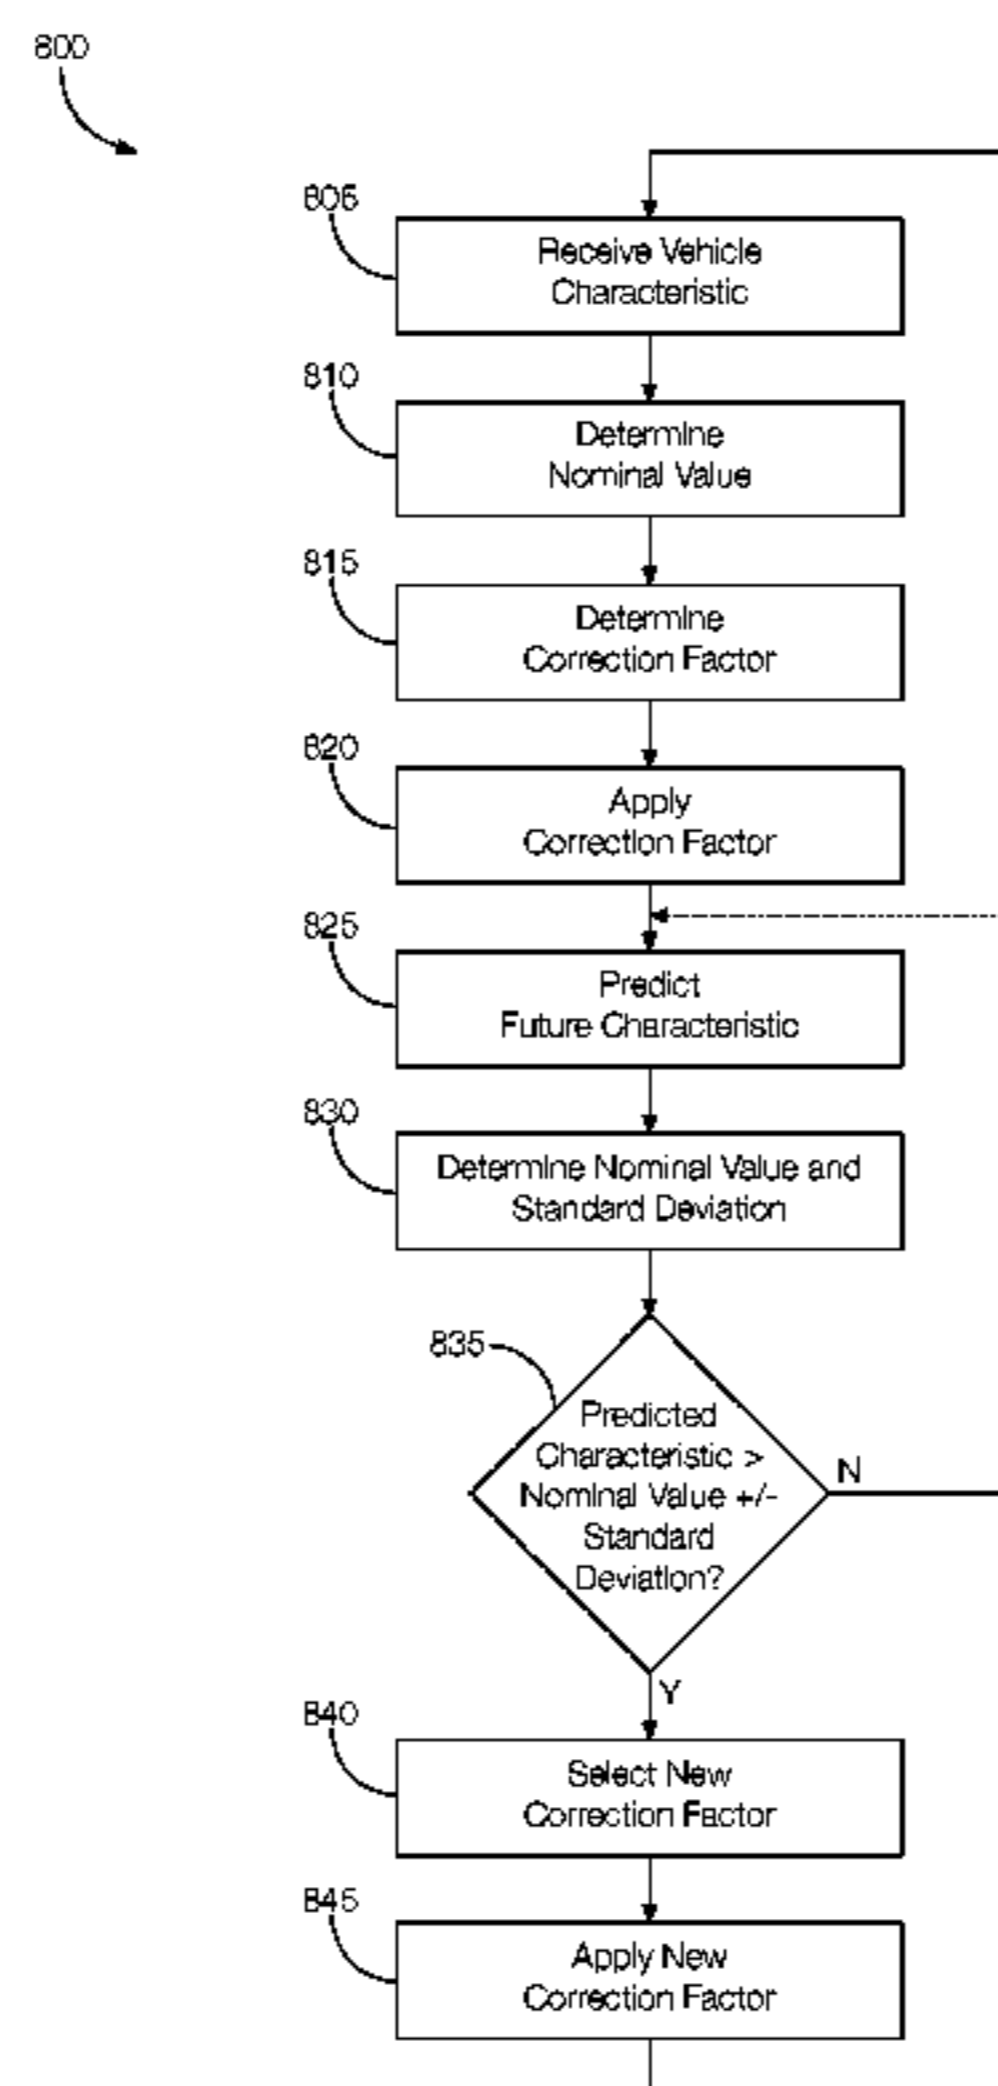 800
805
Receive Vehicle
Characteristic
810
Determine
Nominal Value
815
Determine
Correction Factor
820
Apply
Correction Factor
825
Predict
Future Characteristic
830
Determine Nominal Value and
Standard Deviation
835
Predicted
Characteristic >
Nominal Value +/-
Standard
Deviation?
N
Y
840
Select New
Correction Factor
845
Apply New
Correction Factor